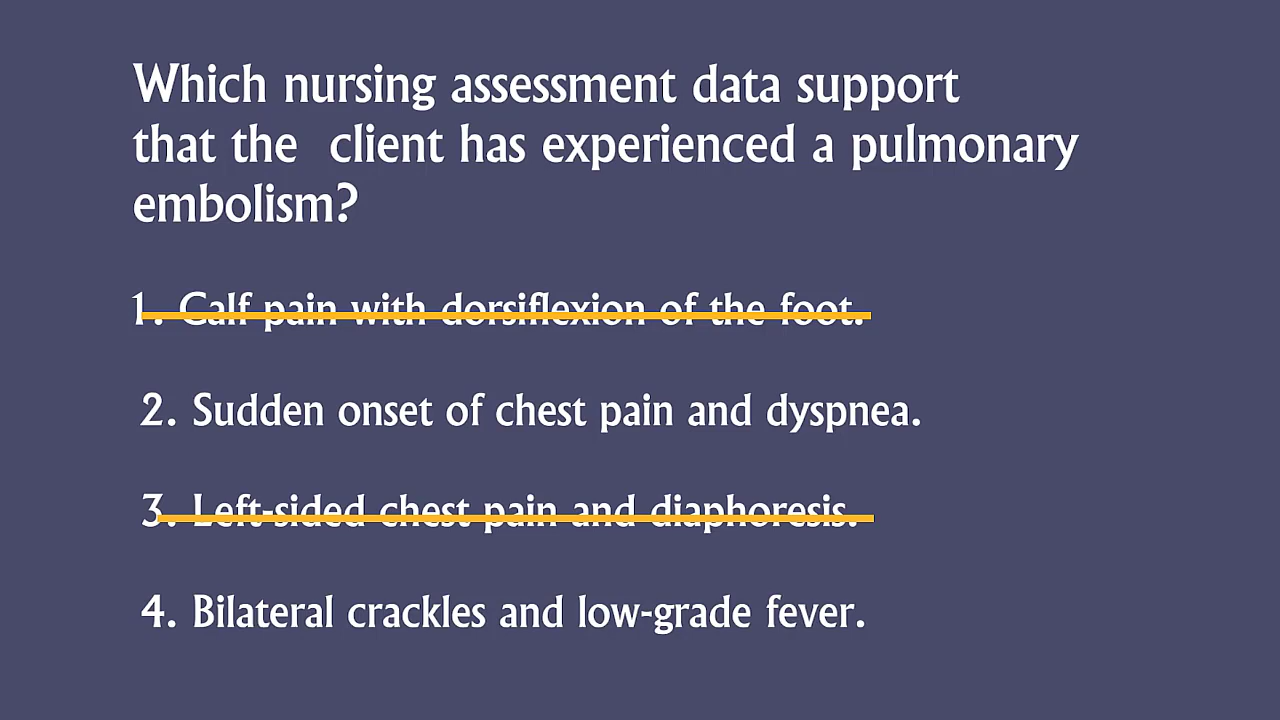 Which nursing assessment data support
that the client has experienced a pulmonary
embolism?
1. Calf pain with dorsiflexion of the foot.
2. Sudden onset of chest pain and dyspnea.
3. Left-sided chest pain and diaphoresis.
4. Bilateral crackles and low-grade fever.